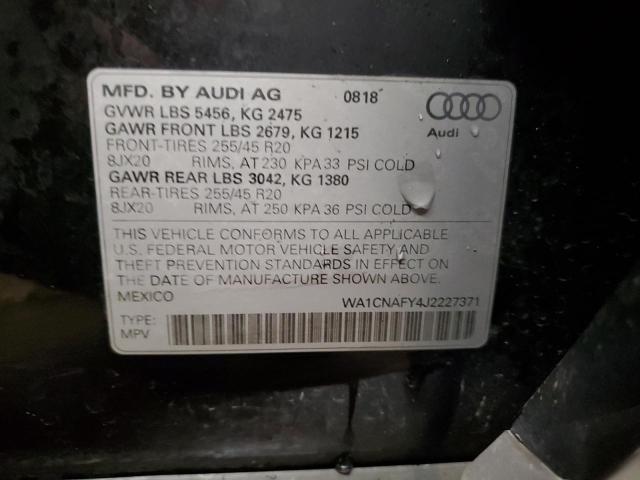 MFD. BY AUDI AG 0818
GVWR LBS 5456, KG 2475
GAWR FRONT LBS 2679, KG 1215
Audi
FRONT-TIRES 255/45 R20
8JX20 RIMS, AT 230 KPA 33 PSI COLD
GAWR REAR LBS 3042, KG 1380
REAR-TIRES 255/45 R20
8JX20 RIMS, AT 250 KPA 36 PSI COLD
THIS VEHICLE CONFORMS TO ALL APPLICABLE
U.S. FEDERAL MOTOR VEHICLE SAFETY AND
THEFT PREVENTION STANDARDS IN EFFECT ON
THE DATE OF MANUFACTURE SHOWN ABOVE.
MEXICO WA1CNAFY4J2227371
TYPE:
MPV